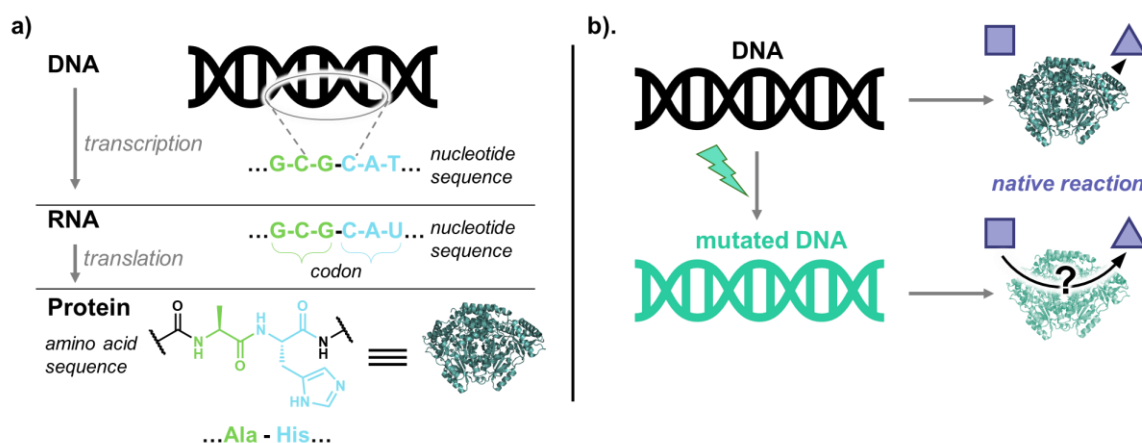 a)
DNA
transcription
...G-C-G-C-A-T...
nucleotide
sequence
RNA
translation
...G-C-G-C-A-U...
nucleotide
sequence
codon
Protein
amino acid
sequence
O
N
H
H
N
O
O
N
H
N
HN
...Ala - His...
b).
DNA
native reaction
mutated DNA
?